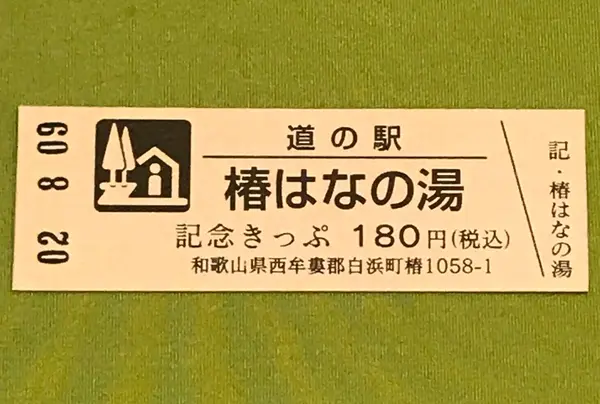 02 8 09
道の駅
椿はなの湯
記念きっぷ 180円(税込)
和歌山県西牟婁郡白浜町椿1058-1
記・椿はなの湯